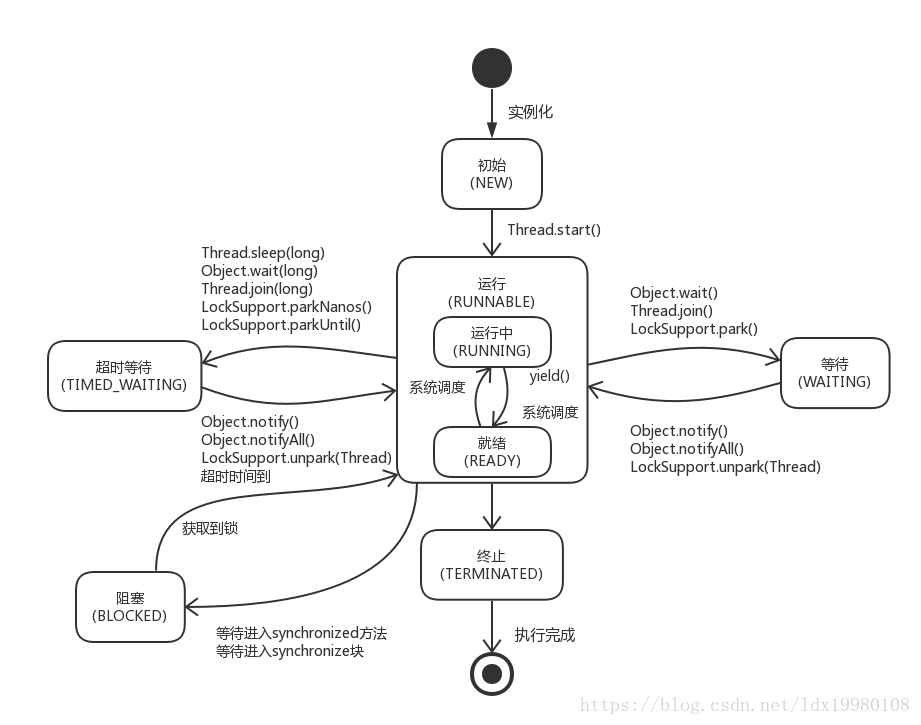 实例化
初始
(NEW)
Thread.start()
Thread.sleep(long)
Object.wait(long)
Thread.join(long)
LockSupport.parkNanos()
LockSupport.parkUntil()
运行
(RUNNABLE)
运行中
(RUNNING)
Object.wait()
Thread.join()
LockSupport.park()
超时等待
(TIMED_WAITING)
系统调度
yield()
系统调度
等待
(WAITING)
Object.notify()
Object.notifyAll()
LockSupport.unpark(Thread)
超时时间到
就绪
(READY)
Object.notify()
Object.notifyAll()
LockSupport.unpark(Thread)
获取到锁
终止
(TERMINATED)
阻塞
(BLOCKED)
等待进入synchronized方法
等待进入synchronize块
执行完成
https://blog.csdn.net/ldx19980108